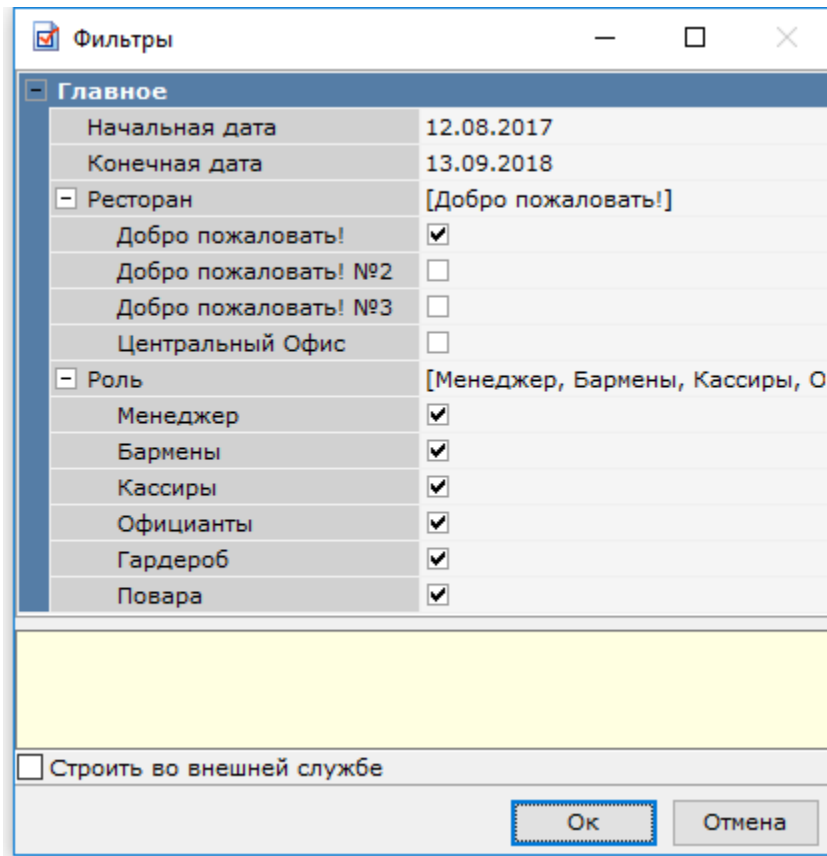 Фильтры
Главное
Начальная дата 12.08.2017
Конечная дата 13.09.2018
Ресторан [Добро пожаловать!]
Добро пожаловать!
Добро пожаловать! №2
Добро пожаловать! №3
Центральный Офис
Роль [Менеджер, Бармены, Кассиры, О
Менеджер
Бармены
Кассиры
Официанты
Гардероб
Повара
Строить во внешней службе
Ок Отмена